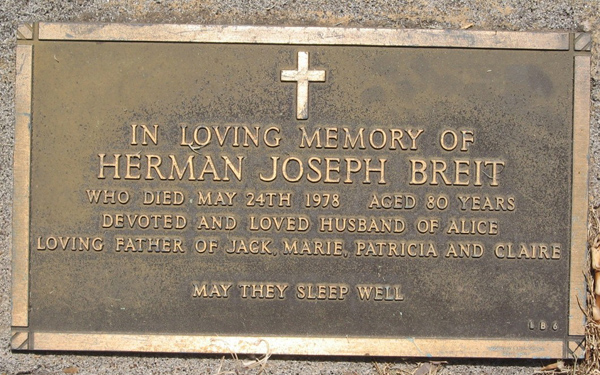 IN LOVING MEMORY OF
HERMAN JOSEPH BREIT
WHO DIED MAY 24TH 1978 AGED 80 YEARS
DEVOTED AND LOVED HUSBAND OF ALICE
LOVING FATHER OF JACK, MARIE, PATRICIA AND CLAIRE
MAY THEY SLEEP WELL
LB6